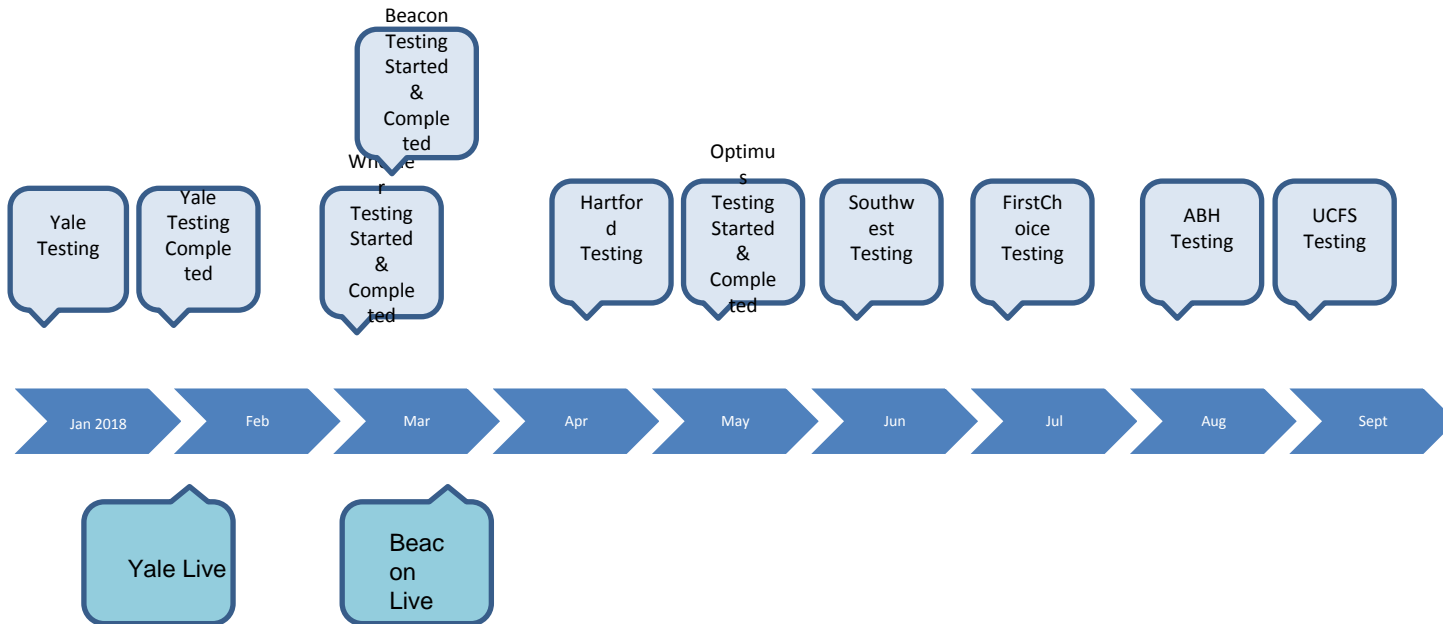 Beacon
Testing
Started
&
Comple
ted
Yale
Testing
Yale
Testing
Comple
ted
r
Testing
Started
&
Comple
ted
Hartfor
d
Testing
Optimu
s
Testing
Started
&
Comple
ted
Southw
est
Testing
FirstCh
oice
Testing
ABH
Testing
UCFS
Testing
Jan 2018
Feb
Mar
Apr
May
Jun
Jul
Aug
Sept
Yale Live
Beac
on
Live